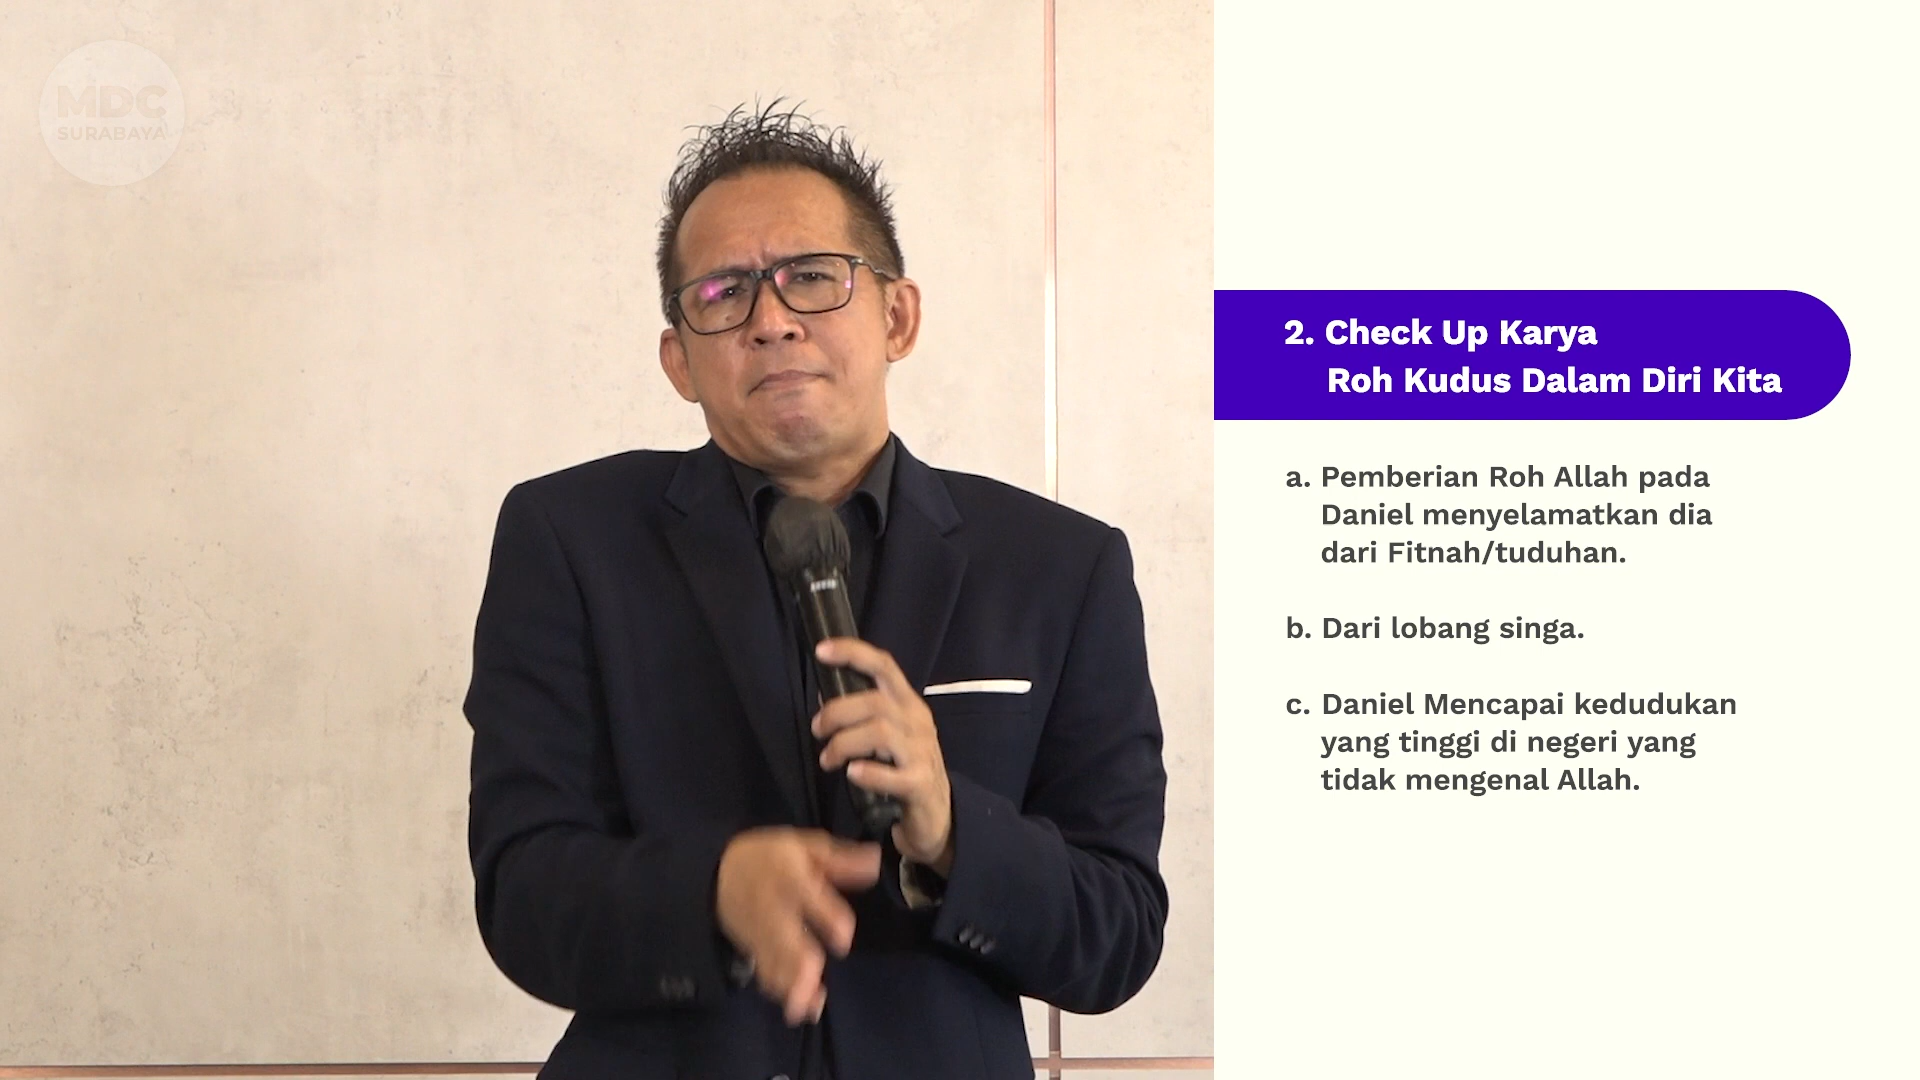 MDC
SURABAYA
2. Check Up Karya
Roh Kudus Dalam Diri Kita
a. Pemberian Roh Allah pada
Daniel menyelamatkan dia
dari Fitnah/tuduhan.
b. Dari lobang singa.
c. Daniel Mencapai kedudukan
yang tinggi di negeri yang
tidak mengenal Allah.